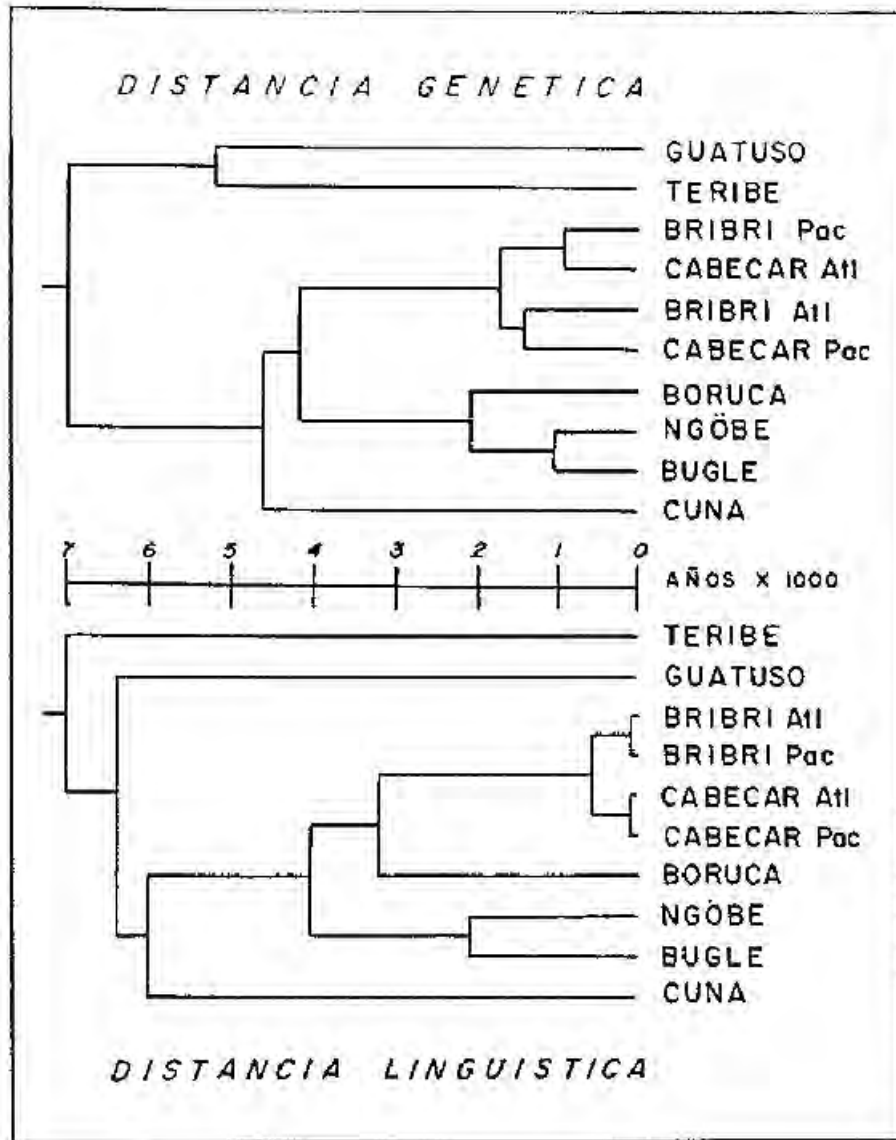 DISTANCIA GENETICA
GUATUSO
TERIBE
BRIBRI Pac
CABECAR Atl
BRIBRI Atl
CABECAR Pac
BORUCA
NGÖBE
BUGLE
CUNA
7 6 5 4 3 2 1 0
AÑOS X 1000
TERIBE
GUATUSO
BRIBRI Atl
BRIBRI Pac
CABECAR Atl
CABECAR Pac
BORUCA
NGÖBE
BUGLE
CUNA
DISTANCIA LINGUISTICA